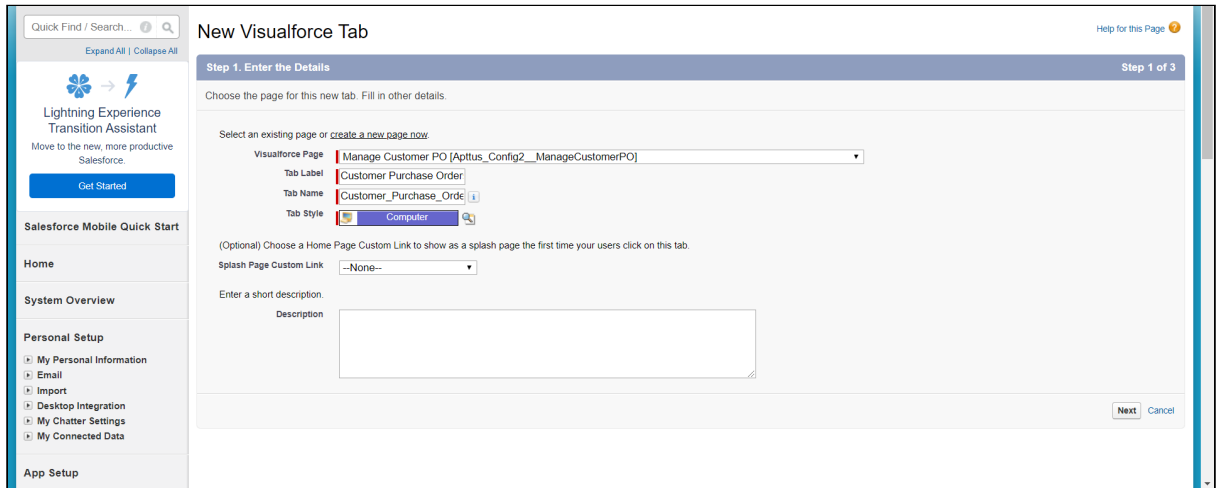 Quick Find / Search...
Expand All | Collapse All
Lightning Experience
Transition Assistant
Move to the new, more productive
Salesforce.
Get Started
Salesforce Mobile Quick Start
Home
System Overview
Personal Setup
My Personal Information
Email
Import
Desktop Integration
My Chatter Settings
My Connected Data
App Setup
New Visualforce Tab
Help for this Page
Step 1. Enter the Details
Step 1 of 3
Choose the page for this new tab. Fill in other details.
Select an existing page or create a new page now.
Visualforce Page Manage Customer PO [Apttus_Config2__ManageCustomerPO]
Tab Label Customer Purchase Order
Tab Name Customer_Purchase_Orde
Tab Style Computer
(Optional) Choose a Home Page Custom Link to show as a splash page the first time your users click on this tab.
Splash Page Custom Link --None--
Enter a short description.
Description
Next Cancel